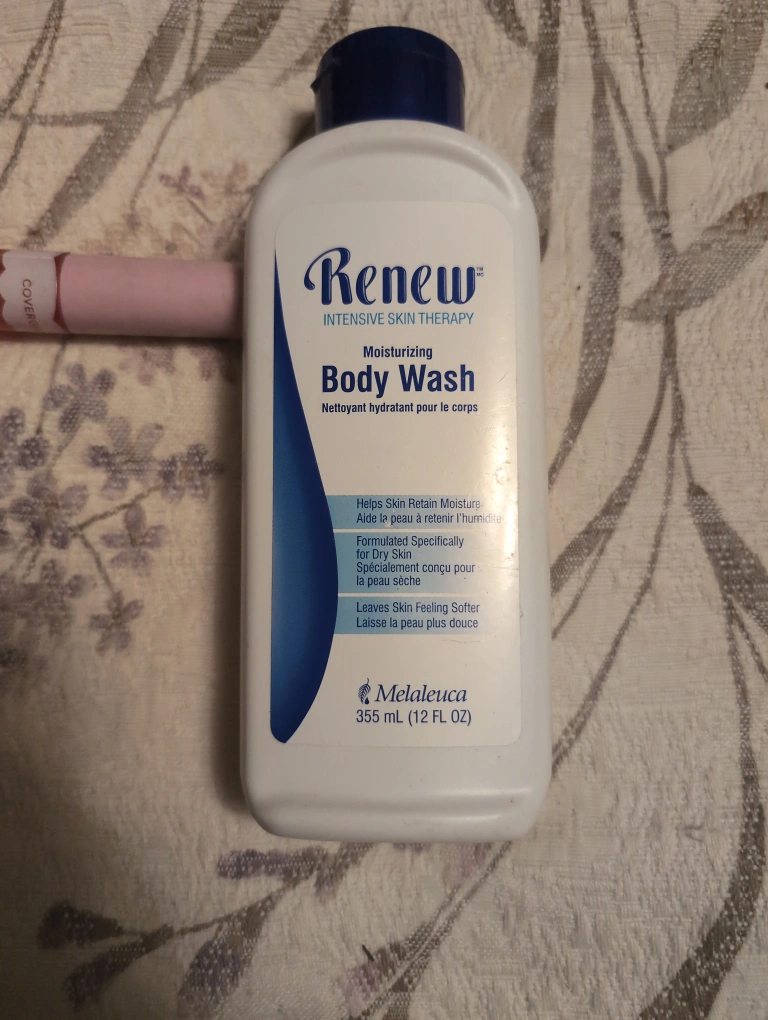 Renew™ MC
INTENSIVE SKIN THERAPY
Moisturizing
Body Wash
Nettoyant hydratant pour le corps
Helps Skin Retain Moisture
Aide la peau à retenir l'humidité
Formulated Specifically
for Dry Skin
Spécialement conçu pour
la peau sèche
Leaves Skin Feeling Softer
Laisse la peau plus douce
Melaleuca
355 mL (12 FL OZ)